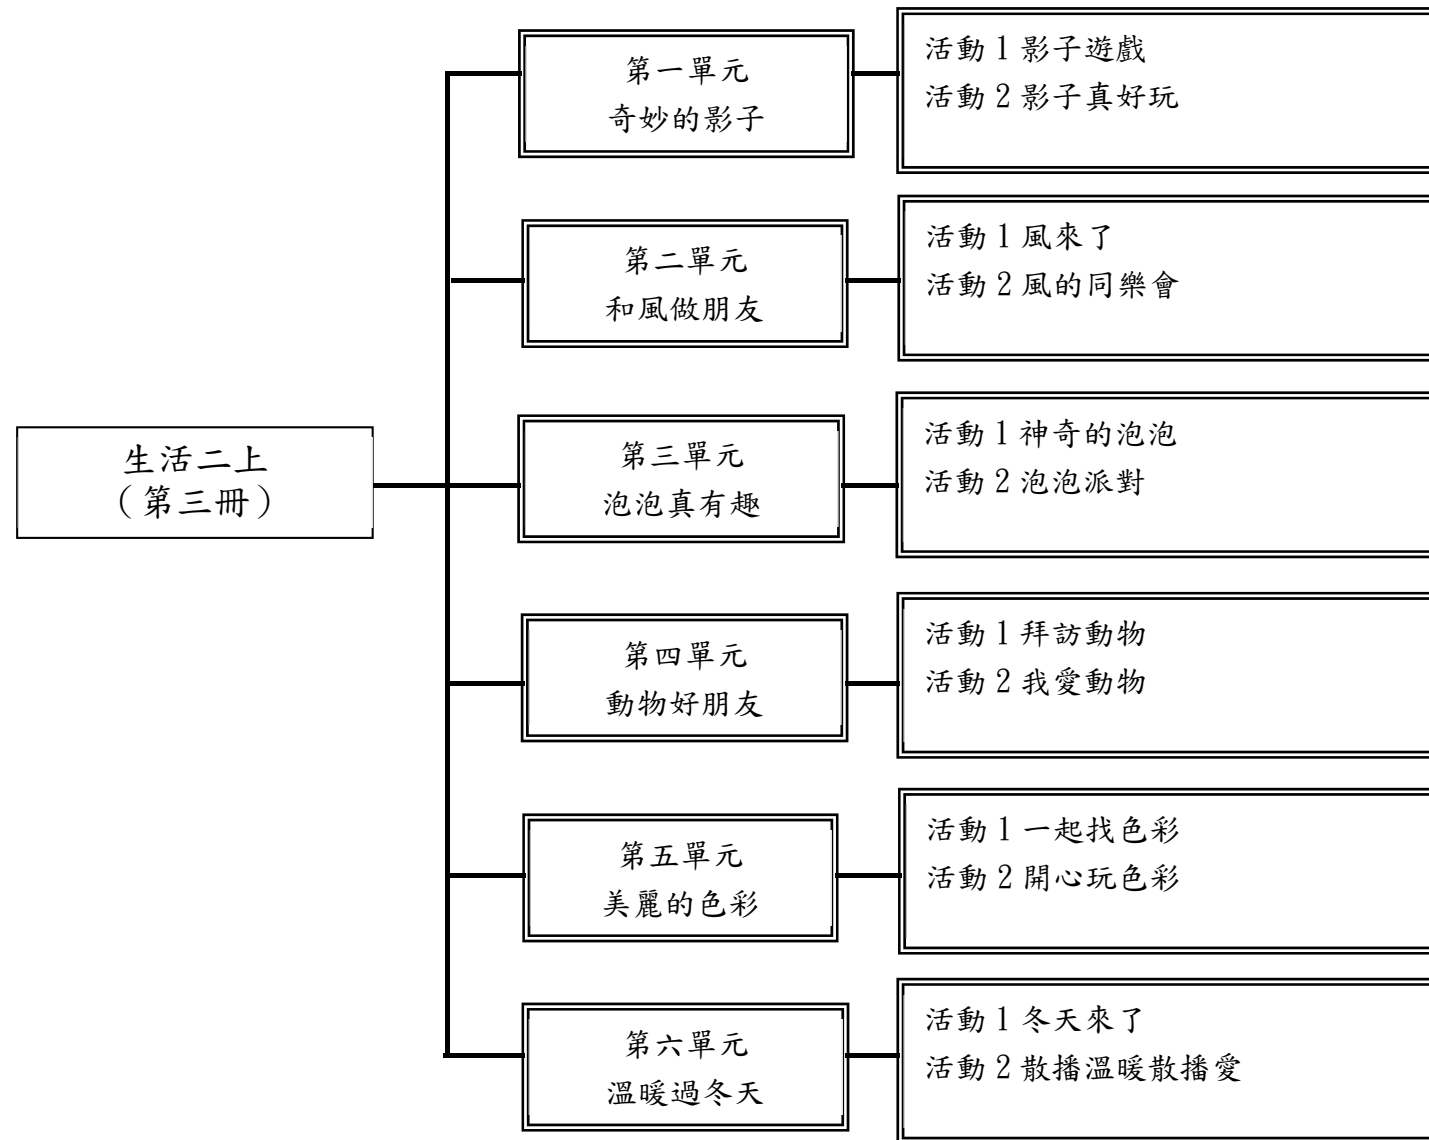 生活二上
（第三冊）
第一單元
奇妙的影子
活動 1 影子遊戲
活動 2 影子真好玩
第二單元
和風做朋友
活動 1 風來了
活動 2 風的同樂會
第三單元
泡泡真有趣
活動 1 神奇的泡泡
活動 2 泡泡派對
第四單元
動物好朋友
活動 1 拜訪動物
活動 2 我愛動物
第五單元
美麗的色彩
活動 1 一起找色彩
活動 2 開心玩色彩
第六單元
溫暖過冬天
活動 1 冬天來了
活動 2 散播溫暖散播愛